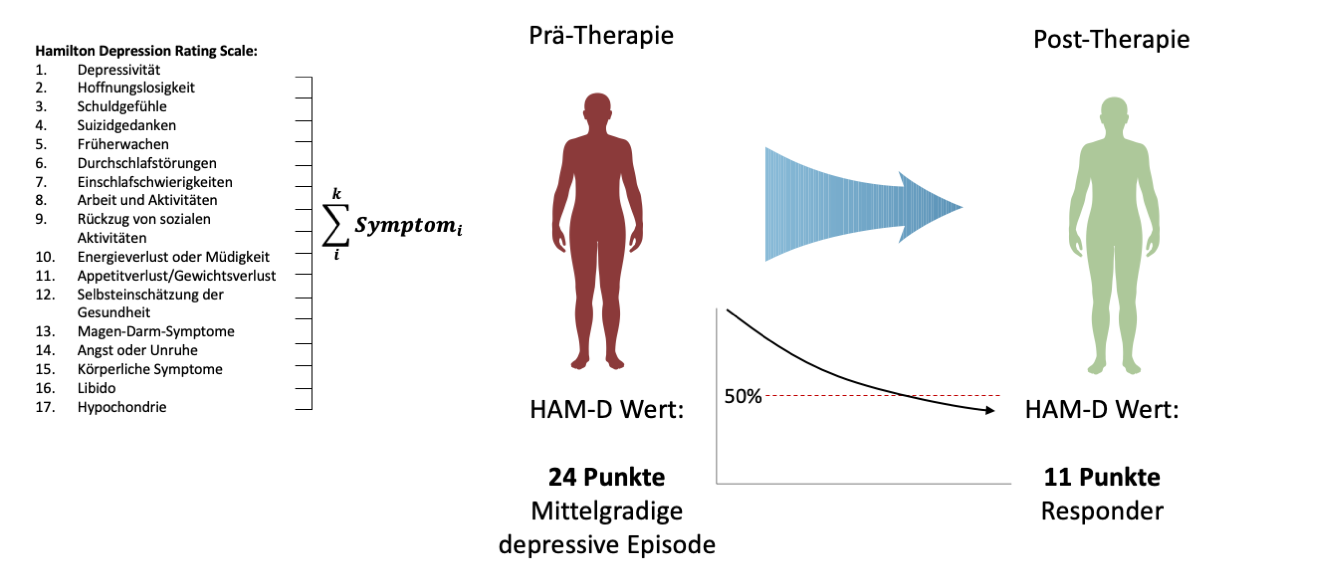 Prä-Therapie
Post-Therapie
Hamilton Depression Rating Scale:
1. Depressivität
2. Hoffnungslosigkeit
3. Schuldgefühle
4. Suizidgedanken
5. Früherwachen
6. Durchschlafstörungen
7. Einschlafschwierigkeiten
8. Arbeit und Aktivitäten
9. Rückzug von sozialen
Aktivitäten
10. Energieverlust oder Müdigkeit
11. Appetitverlust/Gewichtsverlust
12. Selbsteinschätzung der
Gesundheit
13. Magen-Darm-Symptome
14. Angst oder Unruhe
15. Körperliche Symptome
16. Libido
17. Hypochondrie
k
∑ Symptomᵢ
i
50%
HAM-D Wert:
24 Punkte
Mittelgradige
depressive Episode
HAM-D Wert:
11 Punkte
Responder